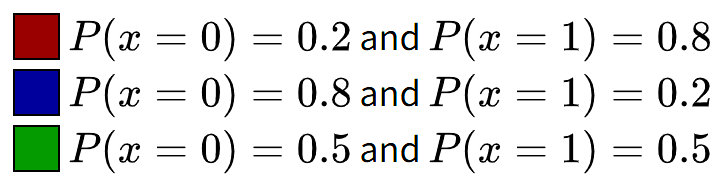 P(x = 0) = 0.2 and P(x = 1) = 0.8
P(x = 0) = 0.8 and P(x = 1) = 0.2
P(x = 0) = 0.5 and P(x = 1) = 0.5